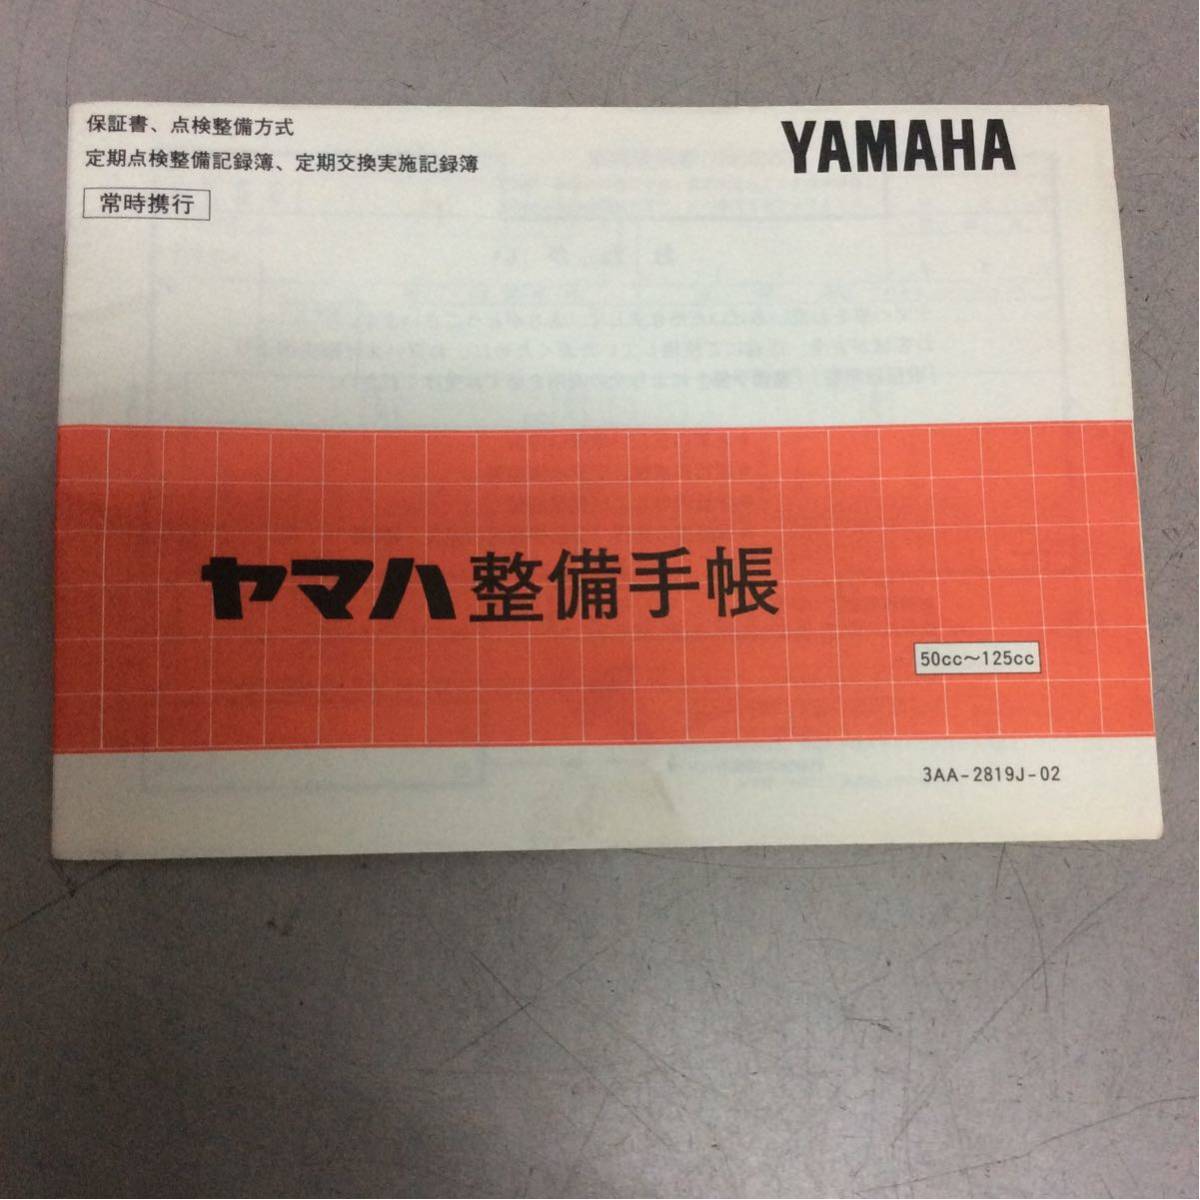 保証書、点検整備方式
定期点検整備記録簿、定期交換実施記録簿
常時携行
YAMAHA
ヤマハ整備手帳
50cc～125cc
3AA-2819J-02